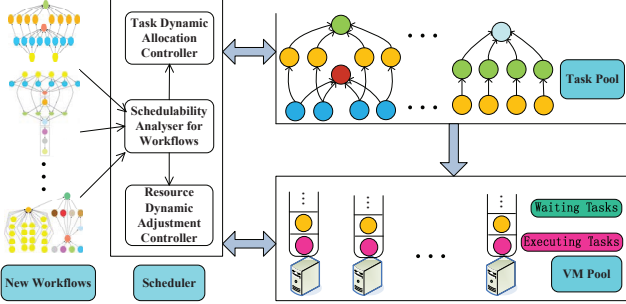 Task Dynamic
Allocation
Controller
Schedulability
Analyser for
Workflows
Resource
Dynamic
Adjustment
Controller
New Workflows
Scheduler
Task Pool
Waiting Tasks
Executing Tasks
VM Pool